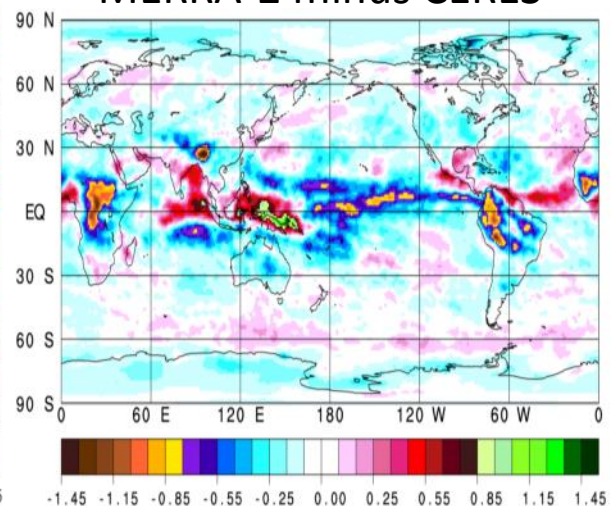 MERRA-2 minus CERES
90 N
60 N
30 N
EQ
30 S
60 S
90 S
0 60 E 120 E 180 120 W 60 W 0
-1.45 -1.15 -0.85 -0.55 -0.25 0.00 0.25 0.55 0.85 1.15 1.45